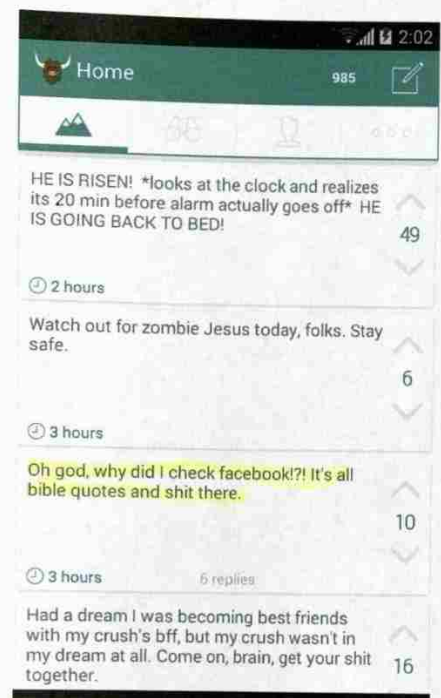 2:02
Home
985
HE IS RISEN! *looks at the clock and realizes
its 20 min before alarm actually goes off* HE
IS GOING BACK TO BED!
49
2 hours
Watch out for zombie Jesus today, folks. Stay
safe.
6
3 hours
Oh god, why did I check facebook!?! It's all
bible quotes and shit there.
10
3 hours 6 replies
Had a dream I was becoming best friends
with my crush's bff, but my crush wasn't in
my dream at all. Come on, brain, get your shit
together.
16